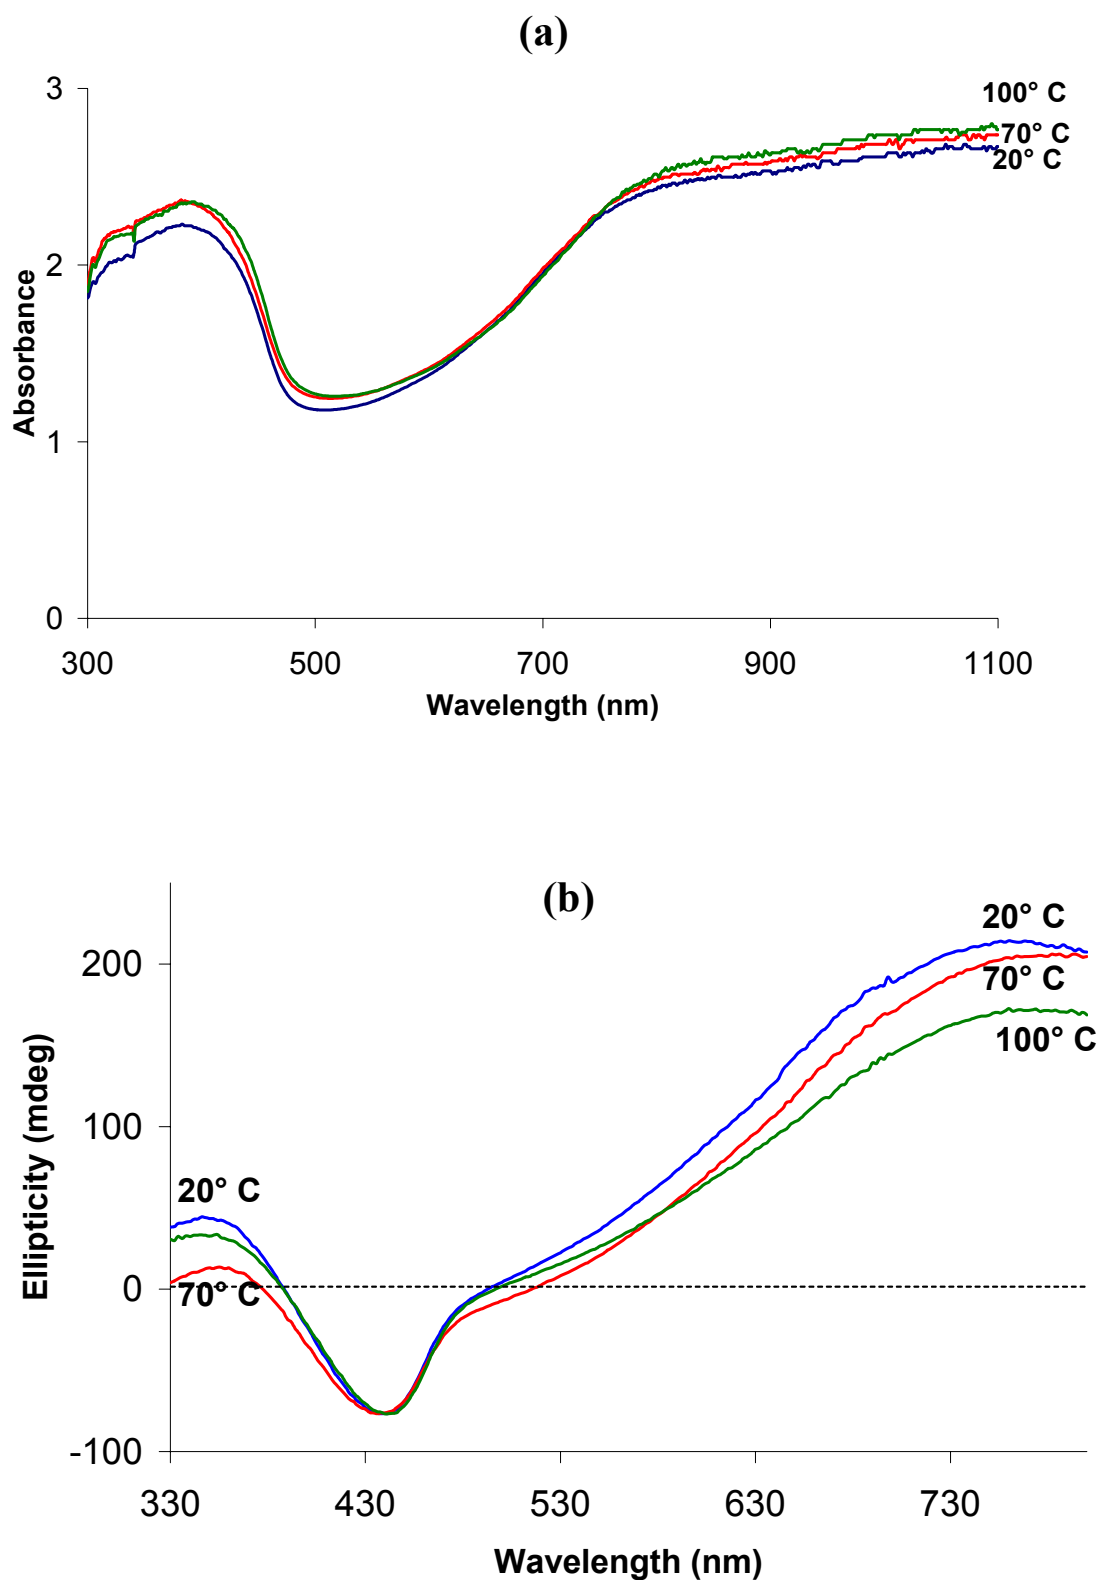 (a)
3
100° C
70° C
20° C
2
Absorbance
1
0
300 500 700 900 1100
Wavelength (nm)
(b)
20° C
200
70° C
100° C
Ellipticity (mdeg)
100
20° C
0
70° C
-100
330 430 530 630 730
Wavelength (nm)